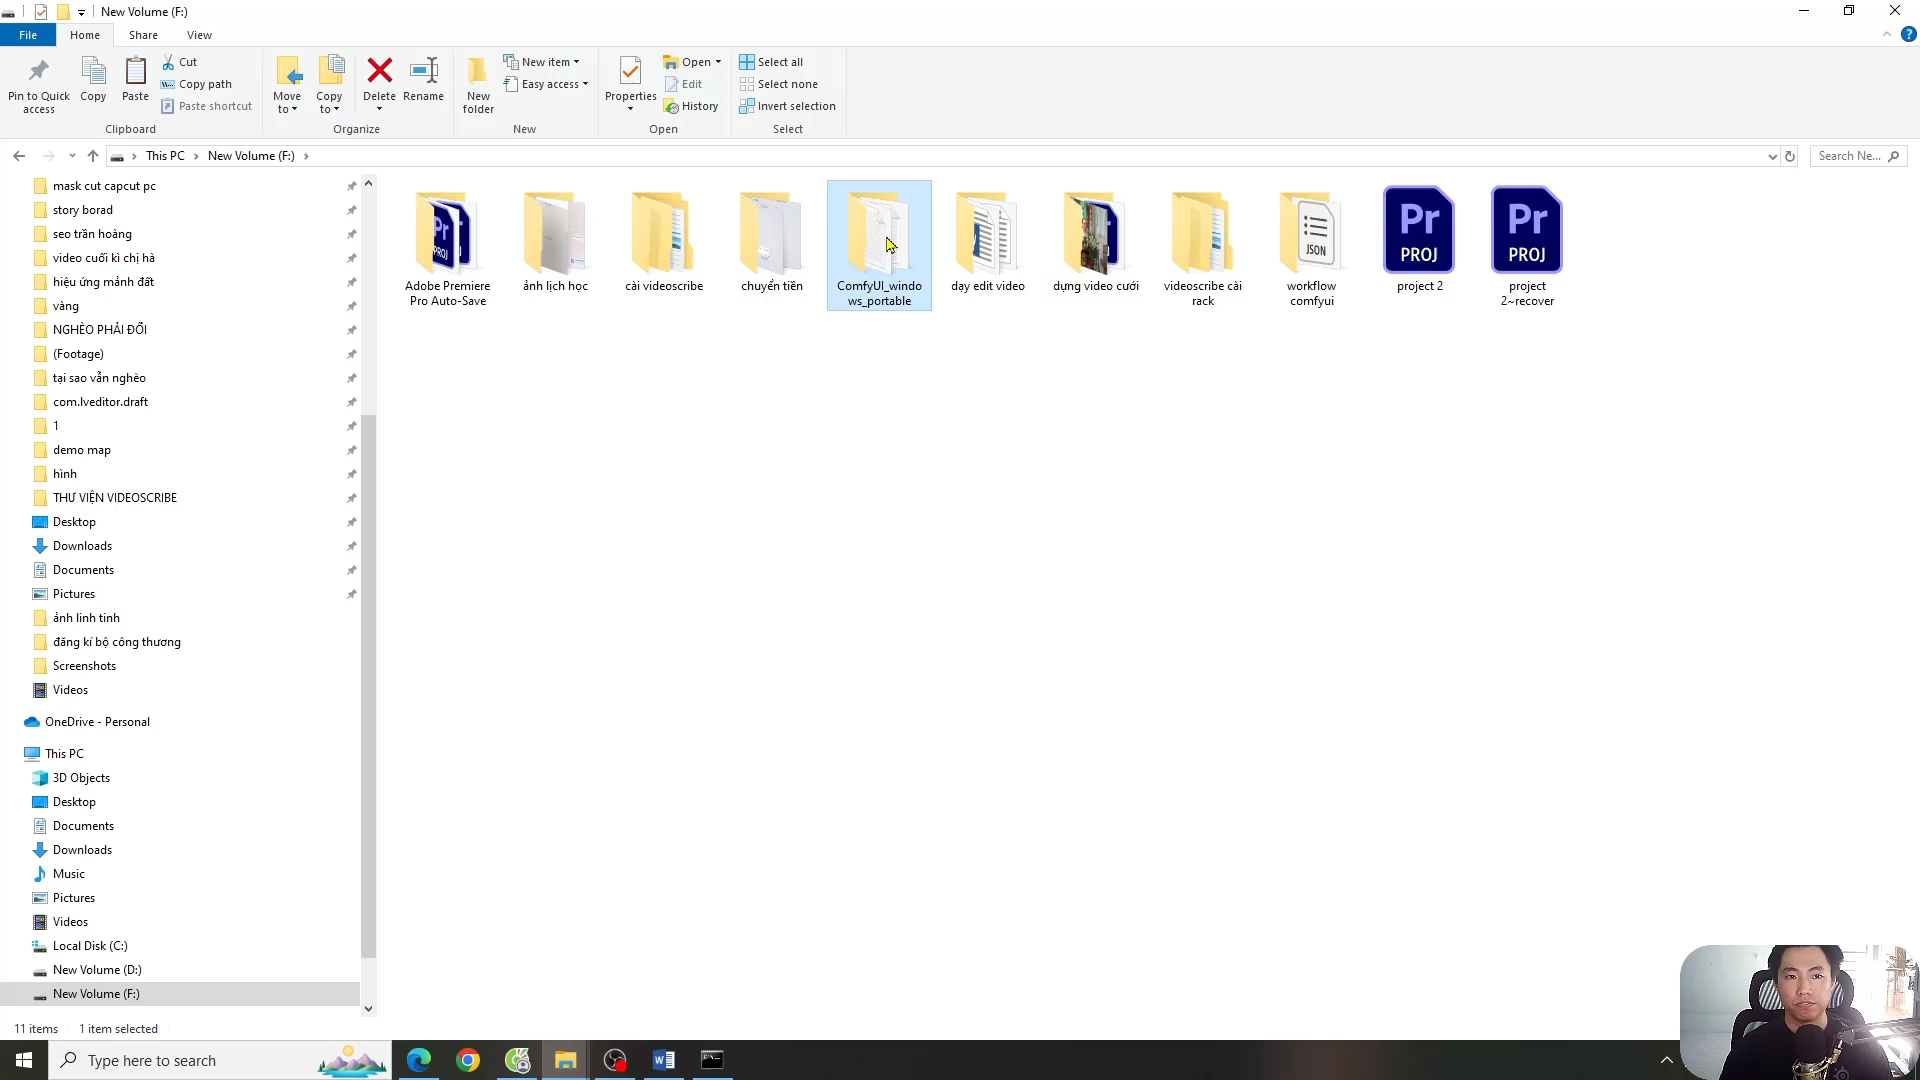 New Volume (F:)
File
Home
Share
View
Pin to Quick
access
Copy
Paste
Cut
Copy path
Paste shortcut
Clipboard
Move
to
Copy
to
Delete
Rename
Organize
New
folder
New item
Easy access
New
Properties
Open
Edit
History
Open
Select all
Select none
Invert selection
Select
This PC
New Volume (F:)
Search Ne...
mask cut capcut pc
story borad
seo trần hoàng
video cuối kì chị hà
hiệu ứng mảnh đất
vàng
NGHÈO PHẢI ĐỔI
(Footage)
tại sao vẫn nghèo
com.lveditor.draft
1
demo map
hình
THƯ VIỆN VIDEOSCRIBE
Desktop
Downloads
Documents
Pictures
ảnh linh tinh
đăng kí bộ công thương
Screenshots
Videos
OneDrive - Personal
This PC
3D Objects
Desktop
Documents
Downloads
Music
Pictures
Videos
Local Disk (C:)
New Volume (D:)
New Volume (F:)
Pr
PROJ
Adobe Premiere
Pro Auto-Save
ảnh lịch học
cài videoscribe
chuyển tiền
ComfyUI_windo
ws_portable
dạy edit video
dựng video cưới
videoscribe cài
rack
JSON
workflow
comfyui
Pr
PROJ
project 2
Pr
PROJ
project
2~recover
11 items
1 item selected
Type here to search